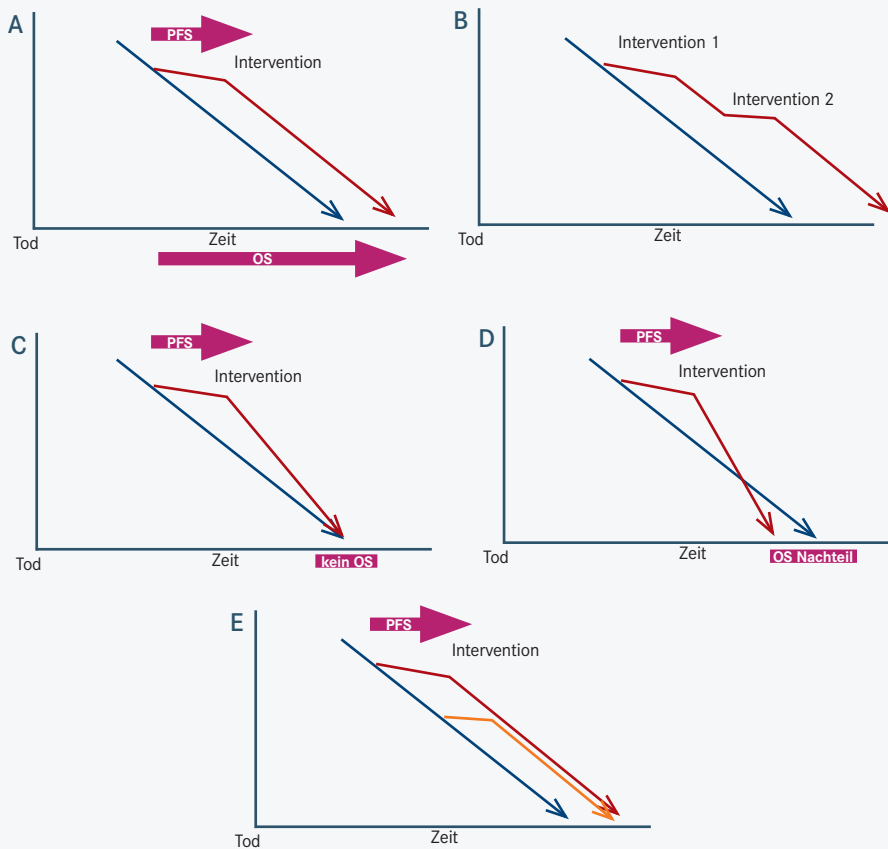 A
PFS
Intervention
Tod
Zeit
OS
B
Intervention 1
Intervention 2
Tod
Zeit
C
PFS
Intervention
Tod
Zeit
kein OS
D
PFS
Intervention
Tod
Zeit
OS Nachteil
E
PFS
Intervention
Tod
Zeit